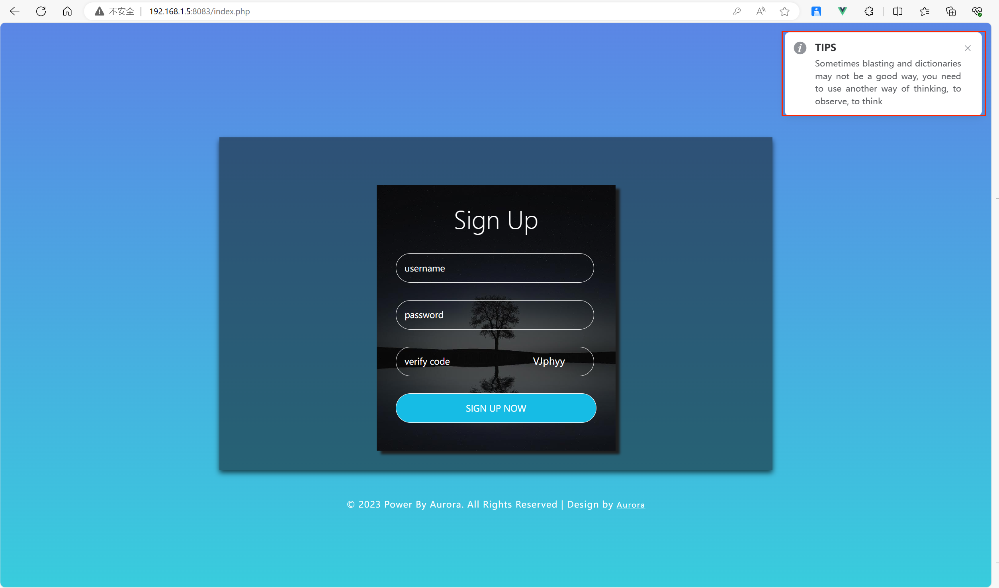 不安全 | 192.168.1.5:8083/index.php
TIPS
Sometimes blasting and dictionaries
may not be a good way, you need
to use another way of thinking, to
observe, to think
Sign Up
username
password
verify code VJphyy
SIGN UP NOW
© 2023 Power By Aurora. All Rights Reserved | Design by Aurora